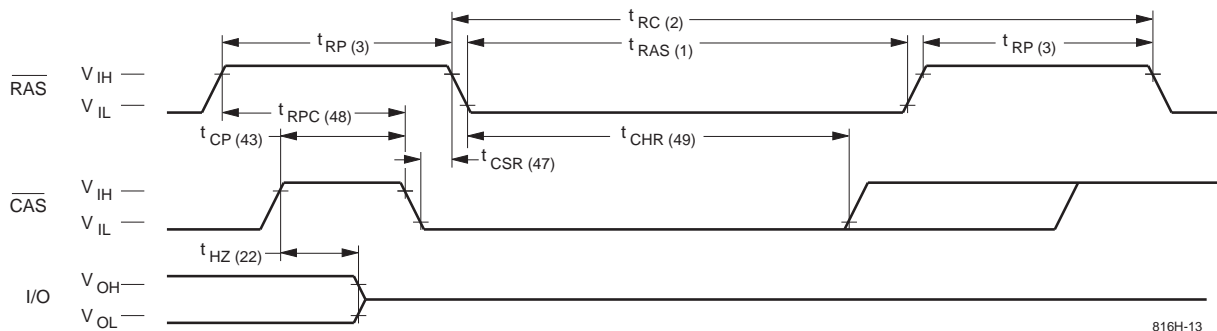 t RC (2)
t RP (3)
t RAS (1)
t RP (3)
RAS
V IH
V IL
t RPC (48)
t CP (43)
t CHR (49)
t CSR (47)
CAS
V IH
V IL
t HZ (22)
I/O
V OH
V OL
816H-13